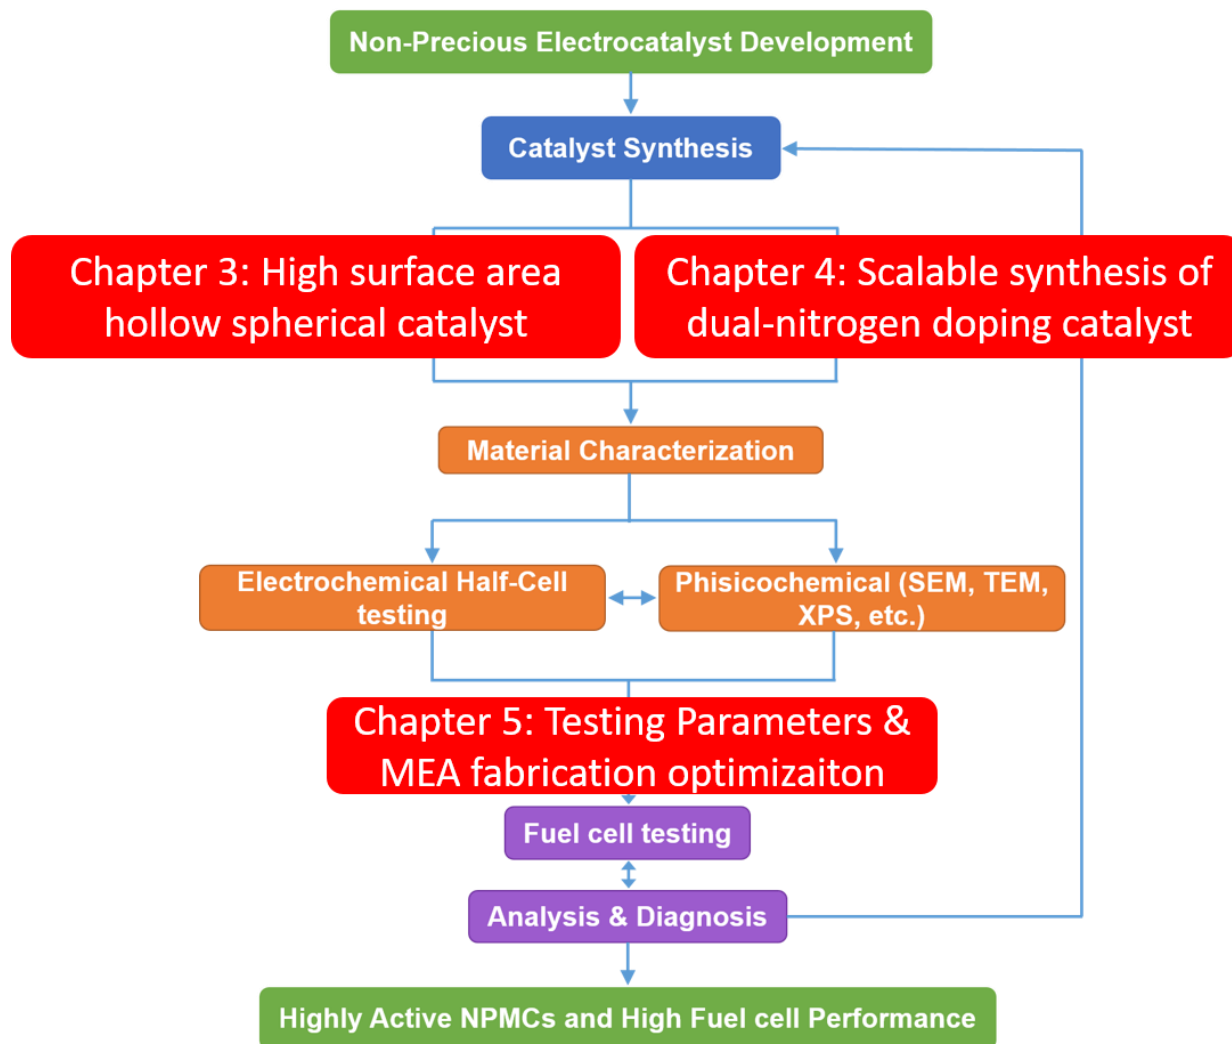 Non-Precious Electrocatalyst Development
Catalyst Synthesis
Chapter 3: High surface area
hollow spherical catalyst
Chapter 4: Scalable synthesis of
dual-nitrogen doping catalyst
Material Characterization
Electrochemical Half-Cell
testing
Phisicochemical (SEM, TEM,
XPS, etc.)
Chapter 5: Testing Parameters &
MEA fabrication optimizaiton
Fuel cell testing
Analysis & Diagnosis
Highly Active NPMCs and High Fuel cell Performance